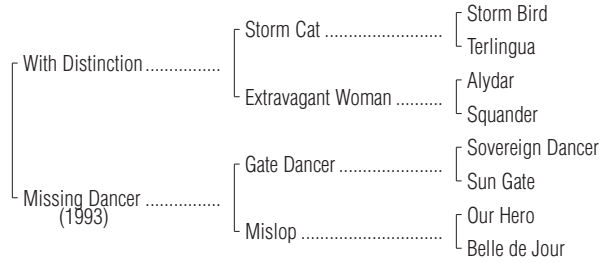 Storm Bird
Storm Cat ........................
Terlingua
With Distinction ................
Alydar
Extravagant Woman ..........
Squander
Sovereign Dancer
Gate Dancer .....................
Sun Gate
Missing Dancer ................
(1993)
Our Hero
Mislop .............................
Belle de Jour